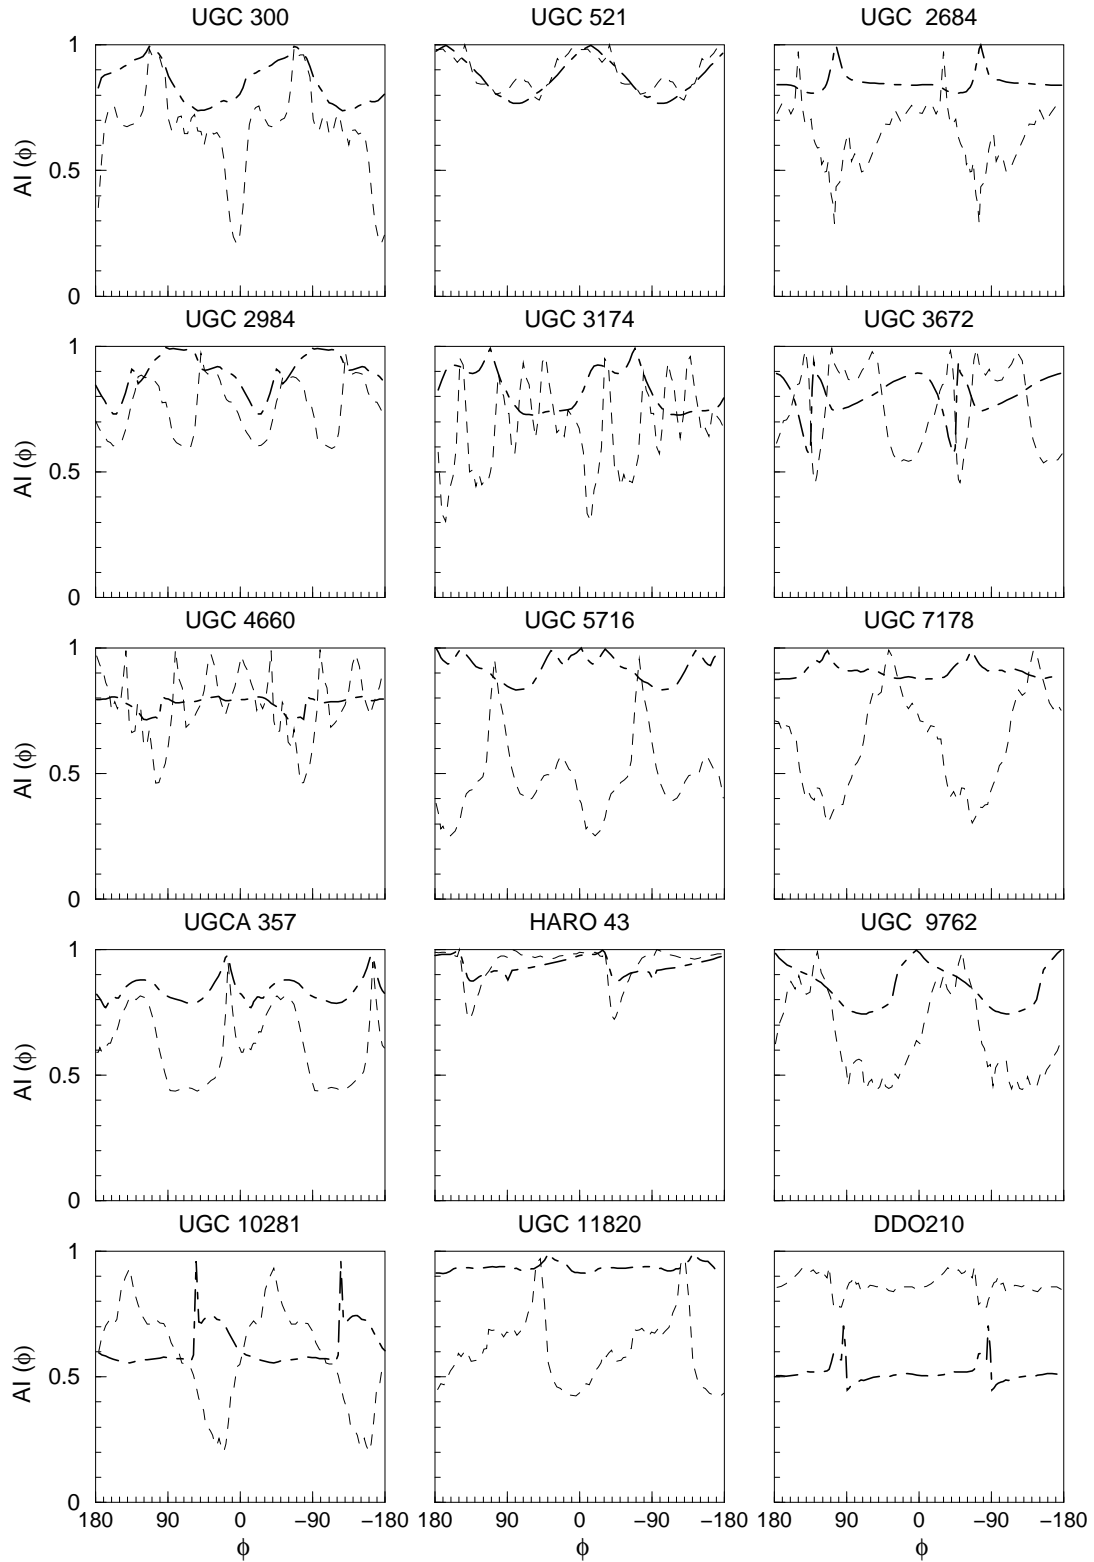 UGC 300 UGC 521 UGC 2684
1
0.5
0
AI (ϕ)
UGC 2984 UGC 3174 UGC 3672
1
0.5
0
AI (ϕ)
UGC 4660 UGC 5716 UGC 7178
1
0.5
0
AI (ϕ)
UGCA 357 HARO 43 UGC 9762
1
0.5
0
AI (ϕ)
UGC 10281 UGC 11820 DDO210
1
0.5
0
AI (ϕ)
180 90 0 −90 −180 180 90 0 −90 −180 180 90 0 −90 −180
ϕ ϕ ϕ